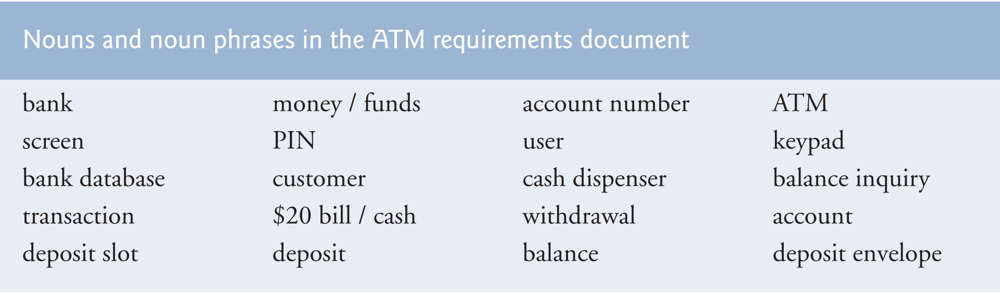 Nouns and noun phrases in the ATM requirements document
bank money / funds account number ATM
screen PIN user keypad
bank database customer cash dispenser balance inquiry
transaction $20 bill / cash withdrawal account
deposit slot deposit balance deposit envelope